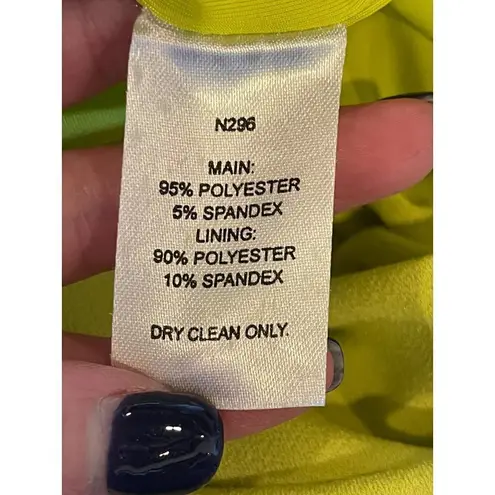 N296
MAIN:
95% POLYESTER
5% SPANDEX
LINING:
90% POLYESTER
10% SPANDEX
DRY CLEAN ONLY.